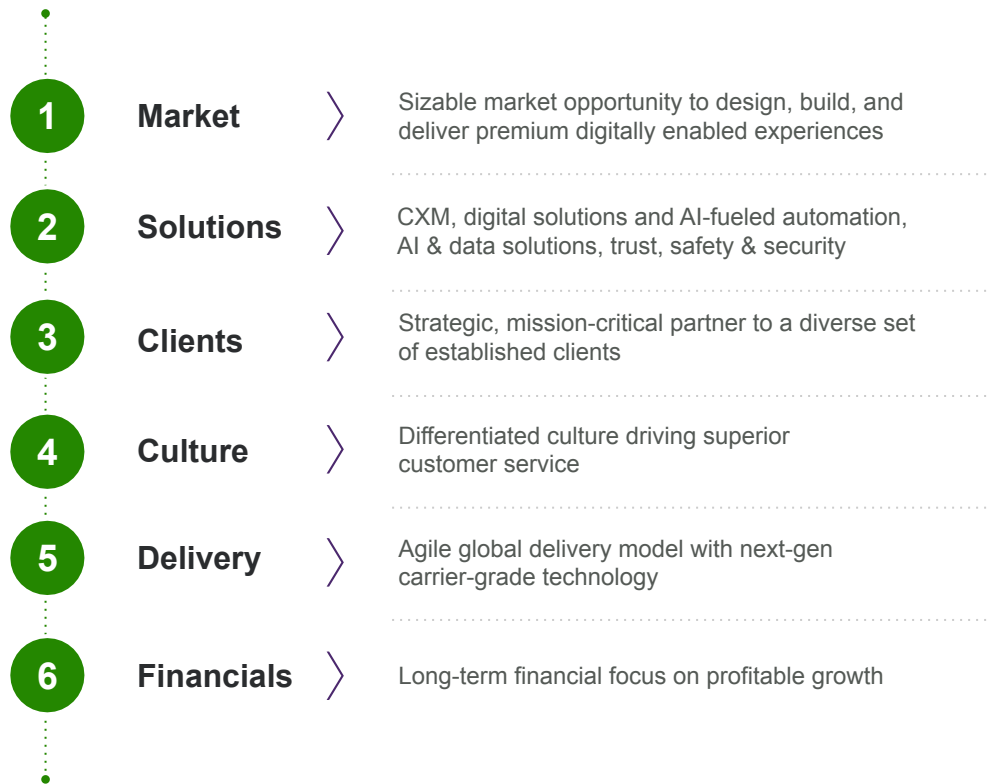 1
Market
Sizable market opportunity to design, build, and
deliver premium digitally enabled experiences
2
Solutions
CXM, digital solutions and AI-fueled automation,
AI & data solutions, trust, safety & security
3
Clients
Strategic, mission-critical partner to a diverse set
of established clients
4
Culture
Differentiated culture driving superior
customer service
5
Delivery
Agile global delivery model with next-gen
carrier-grade technology
6
Financials
Long-term financial focus on profitable growth